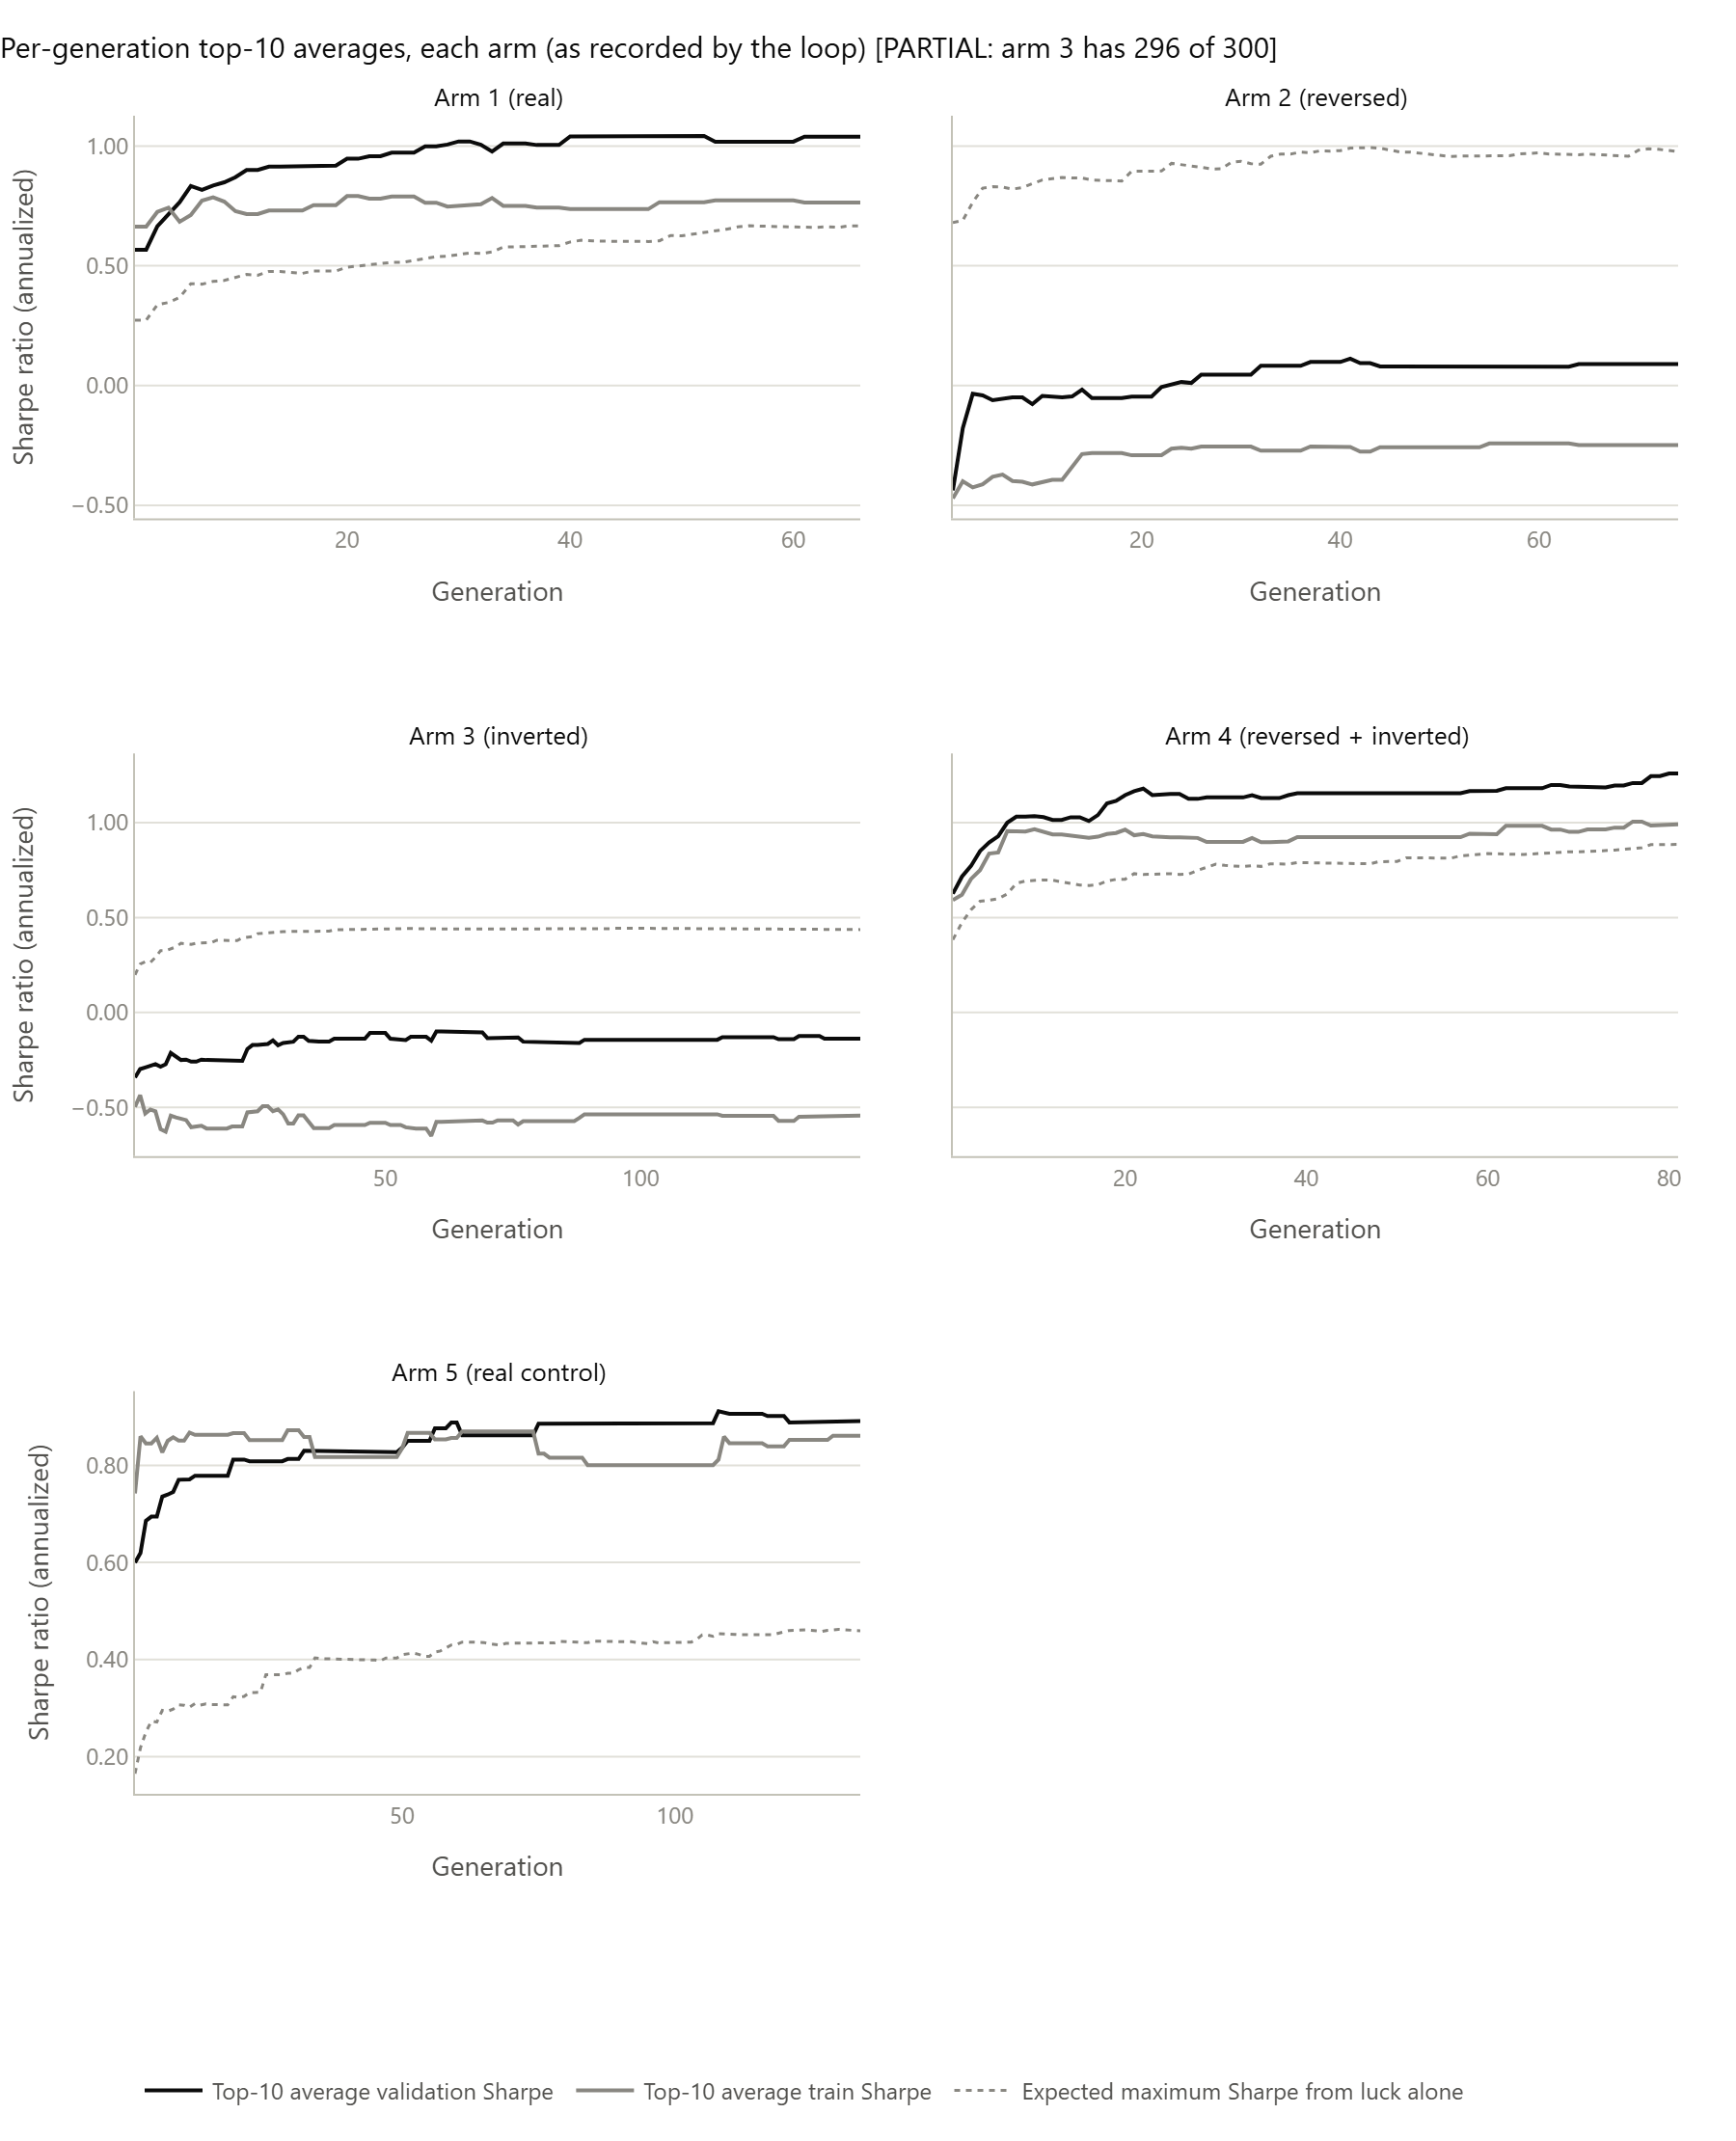 Per-generation top-10 averages, each arm (as recorded by the loop) [PARTIAL: arm 3 has 296 of 300]
Arm 1 (real)
Sharpe ratio (annualized)
1.00
0.50
0.00
−0.50
20 40 60
Generation
Arm 2 (reversed)
20 40 60
Generation
Arm 3 (inverted)
Sharpe ratio (annualized)
1.00
0.50
0.00
−0.50
50 100
Generation
Arm 4 (reversed + inverted)
20 40 60 80
Generation
Arm 5 (real control)
Sharpe ratio (annualized)
0.80
0.60
0.40
0.20
50 100
Generation
Top-10 average validation Sharpe Top-10 average train Sharpe Expected maximum Sharpe from luck alone